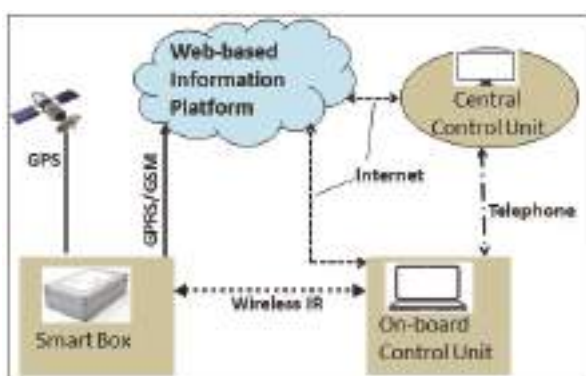 Web-based
Information
Platform
Central
Control Unit
GPS
GPRS/GSM
Internet
Telephone
Wireless IR
Smart Box
On-board
Control Unit